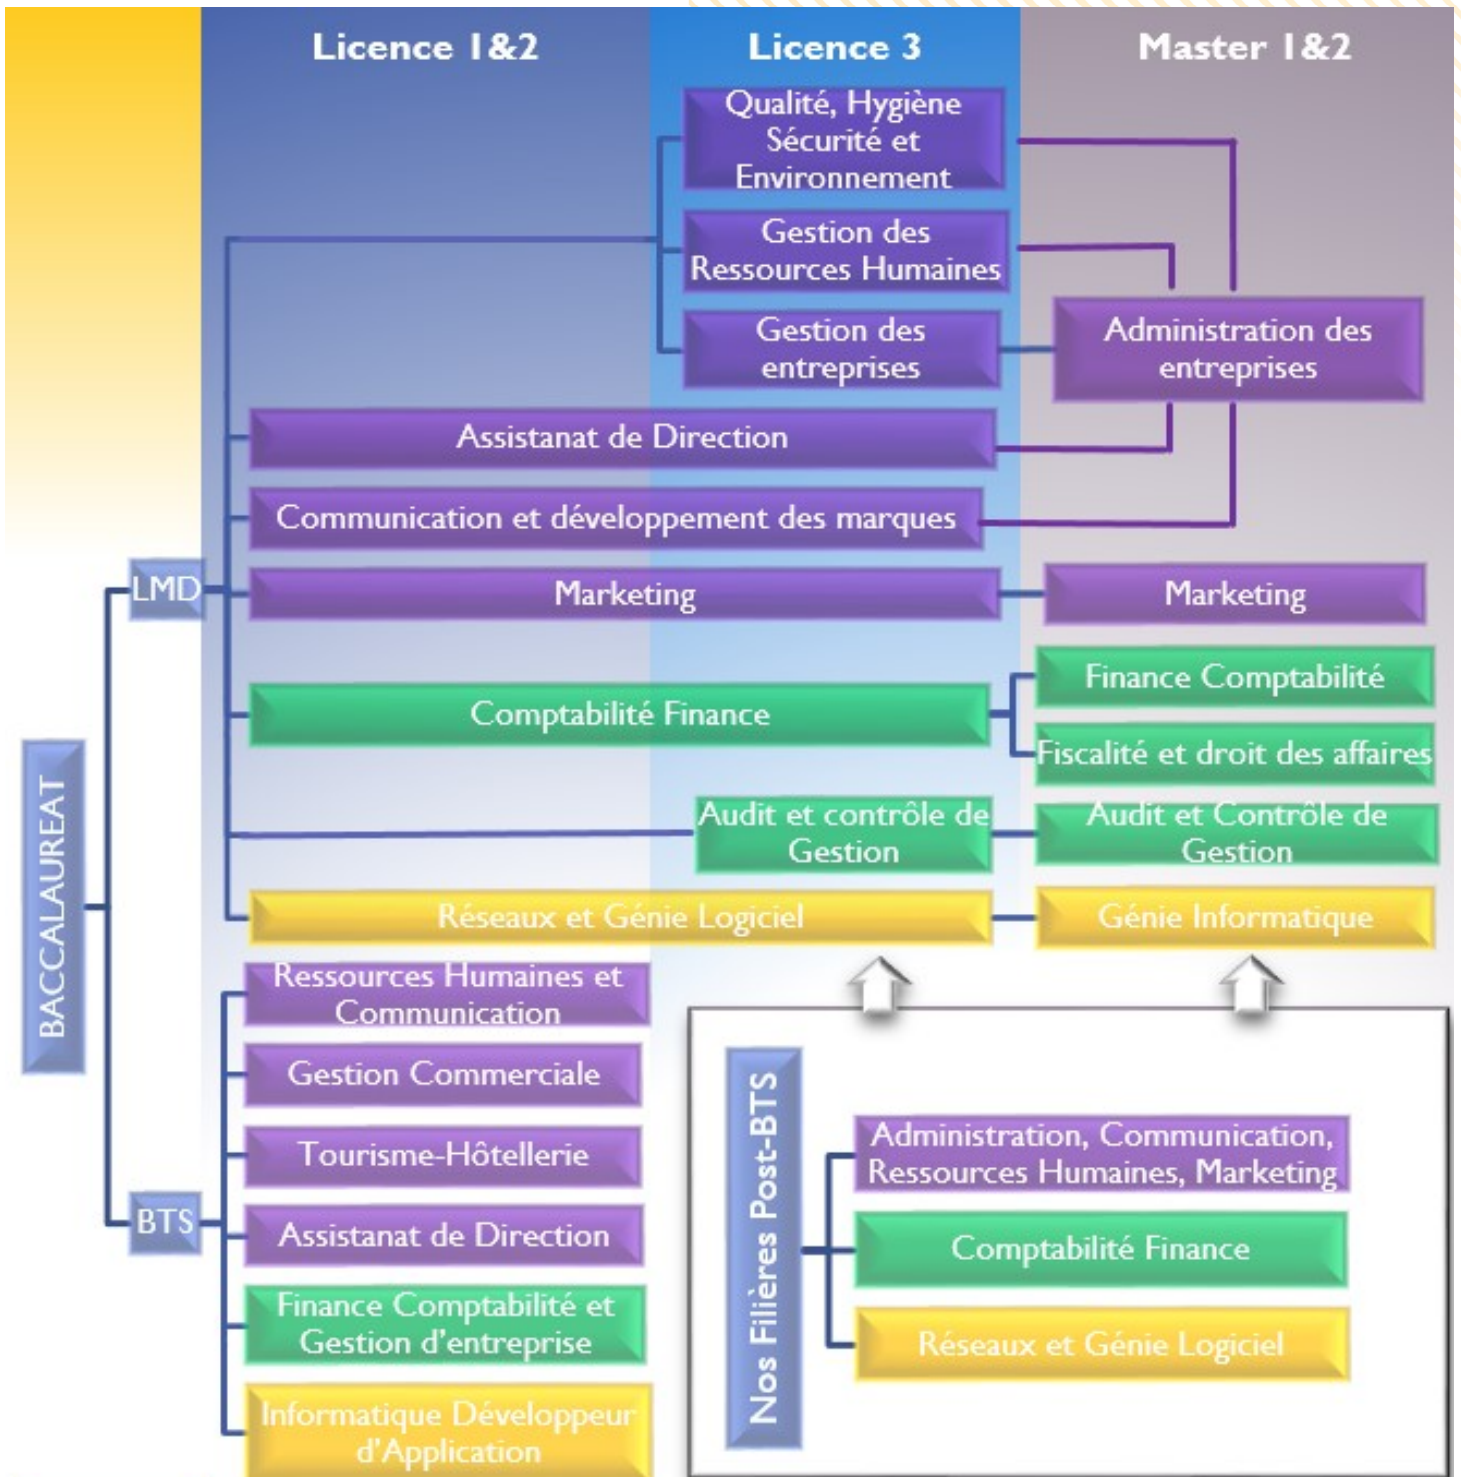 Licence 1&2
Licence 3
Master 1&2
Qualité, Hygiène
Sécurité et
Environnement
Gestion des
Ressources Humaines
Gestion des
entreprises
Administration des
entreprises
Assistanat de Direction
Communication et développement des marques
LMD
Marketing
Marketing
Comptabilité Finance
Finance Comptabilité
Fiscalité et droit des affaires
Audit et contrôle de
Gestion
Audit et Contrôle de
Gestion
Réseaux et Génie Logiciel
Génie Informatique
BACCALAUREAT
BTS
Ressources Humaines et
Communication
Gestion Commerciale
Tourisme-Hôtellerie
Assistanat de Direction
Finance Comptabilité et
Gestion d'entreprise
Informatique Développeur
d'Application
Nos Filières Post-BTS
Administration, Communication,
Ressources Humaines, Marketing
Comptabilité Finance
Réseaux et Génie Logiciel